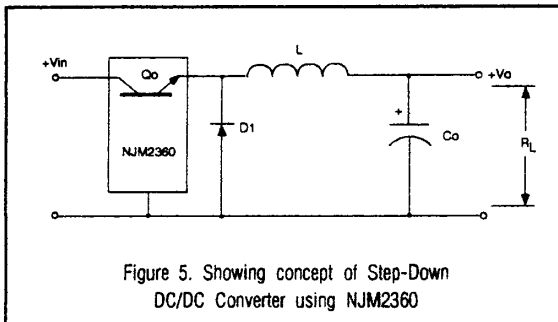 L
+Vin
Qo
+Vo
D1
+
Co
RL
NJM2360
Figure 5. Showing concept of Step-Down
DC/DC Converter using NJM2360